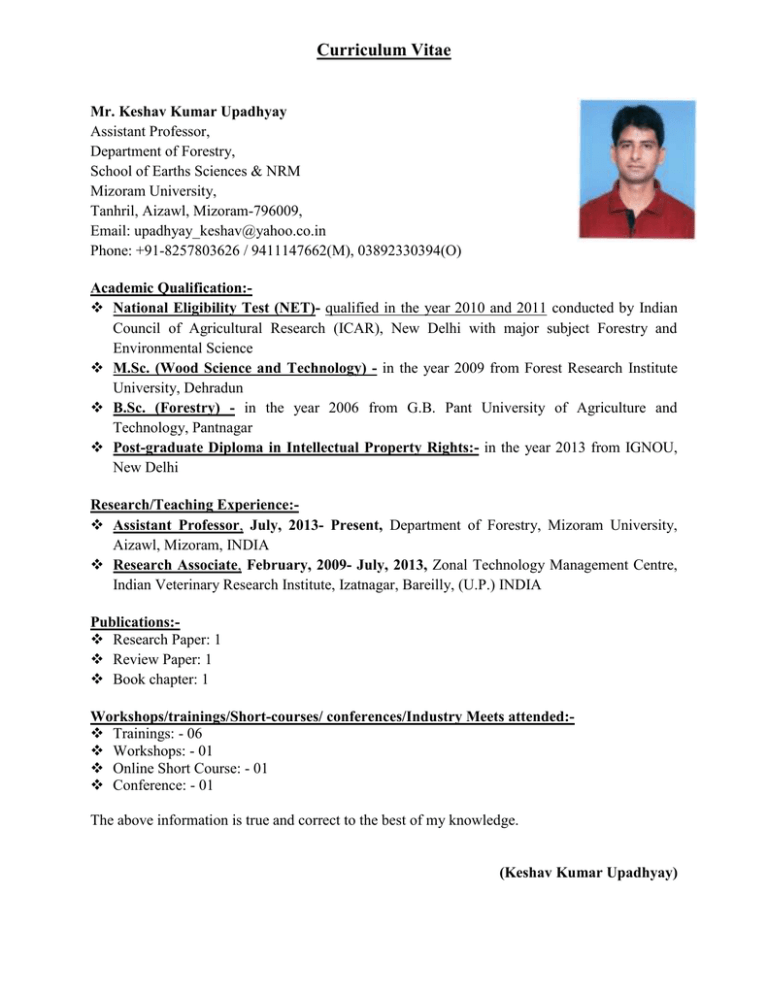 Curriculum Vitae
Mr. Keshav Kumar Upadhyay
Assistant Professor,
Department of Forestry,
School of Earths Sciences & NRM
Mizoram University,
Tanhril, Aizawl, Mizoram-796009,
Email: upadhyay_keshav@yahoo.co.in
Phone: +91-8257803626 / 9411147662(M), 03892330394(O)
Academic Qualification:-
❖ National Eligibility Test (NET)- qualified in the year 2010 and 2011 conducted by Indian
Council of Agricultural Research (ICAR), New Delhi with major subject Forestry and
Environmental Science
❖ M.Sc. (Wood Science and Technology) - in the year 2009 from Forest Research Institute
University, Dehradun
❖ B.Sc. (Forestry) - in the year 2006 from G.B. Pant University of Agriculture and
Technology, Pantnagar
❖ Post-graduate Diploma in Intellectual Property Rights:- in the year 2013 from IGNOU,
New Delhi
Research/Teaching Experience:-
❖ Assistant Professor, July, 2013- Present, Department of Forestry, Mizoram University,
Aizawl, Mizoram, INDIA
❖ Research Associate, February, 2009- July, 2013, Zonal Technology Management Centre,
Indian Veterinary Research Institute, Izatnagar, Bareilly, (U.P.) INDIA
Publications:-
❖ Research Paper: 1
❖ Review Paper: 1
❖ Book chapter: 1
Workshops/trainings/Short-courses/ conferences/Industry Meets attended:-
❖ Trainings: - 06
❖ Workshops: - 01
❖ Online Short Course: - 01
❖ Conference: - 01
The above information is true and correct to the best of my knowledge.
(Keshav Kumar Upadhyay)